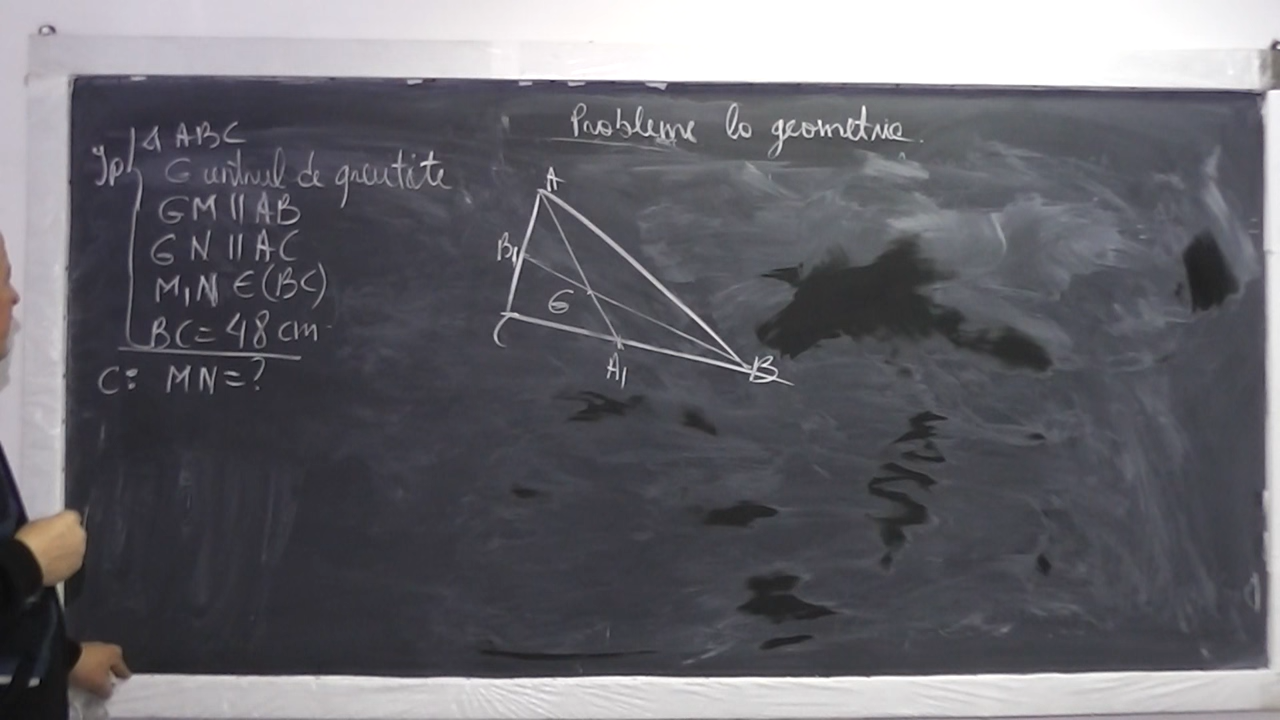 Probleme la geometrie.
Ip ∆ ABC
G centrul de greutate
GM || AB
GN || AC
M, N ∈ (BC)
BC = 48 cm
C: MN = ?
A
B₁
G
C
A₁
B